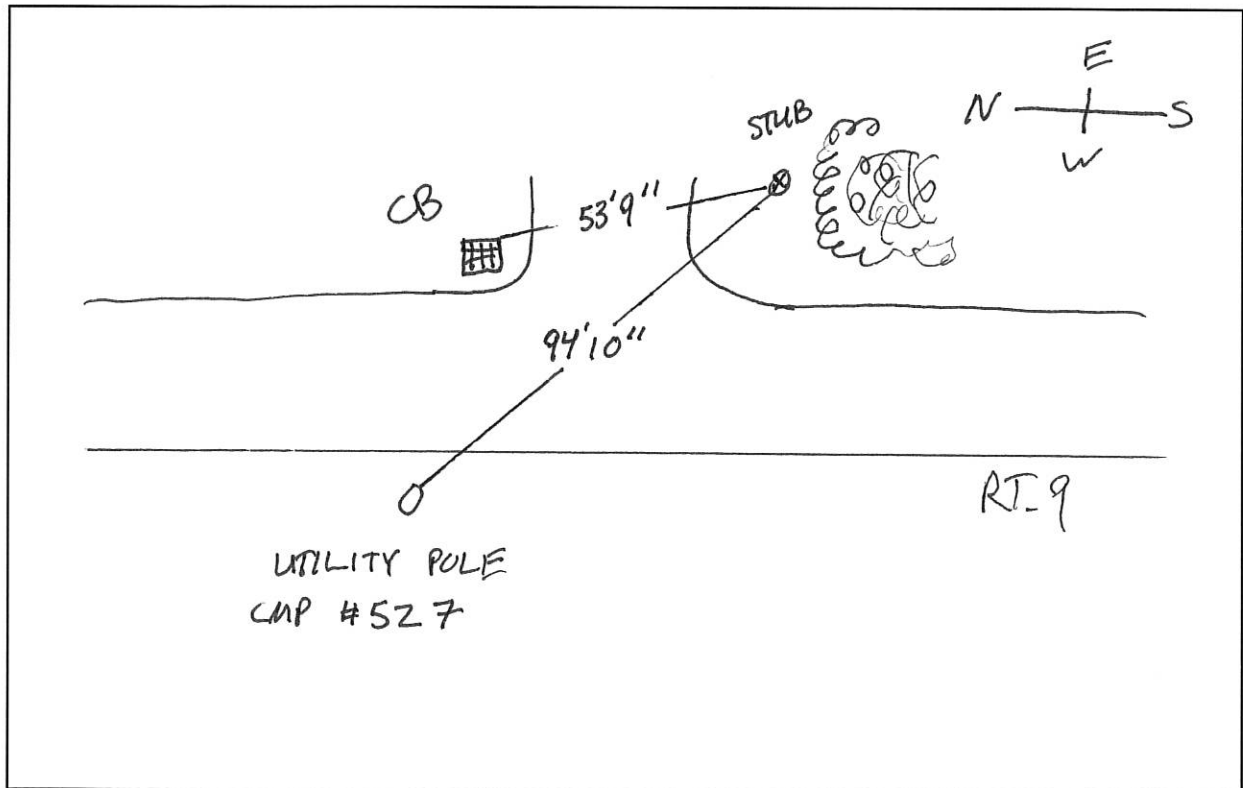 E
N S
W
STUB
CB
53'9"
94'10"
RT-9
UTILITY POLE
CMP #527